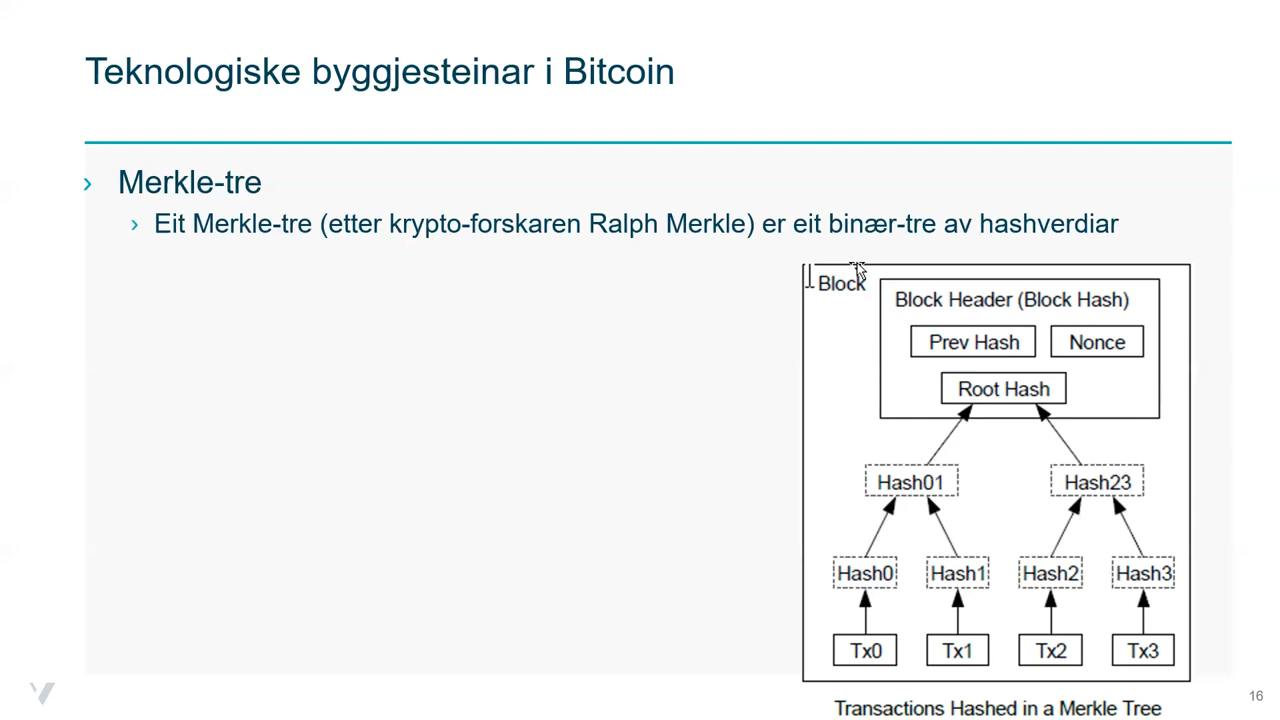 Teknologiske byggjesteinar i Bitcoin
› Merkle-tre
› Eit Merkle-tre (etter krypto-forskaren Ralph Merkle) er eit binær-tre av hashverdiar
Block
Block Header (Block Hash)
Prev Hash Nonce
Root Hash
Hash01 Hash23
Hash0 Hash1 Hash2 Hash3
Tx0 Tx1 Tx2 Tx3
Transactions Hashed in a Merkle Tree
16